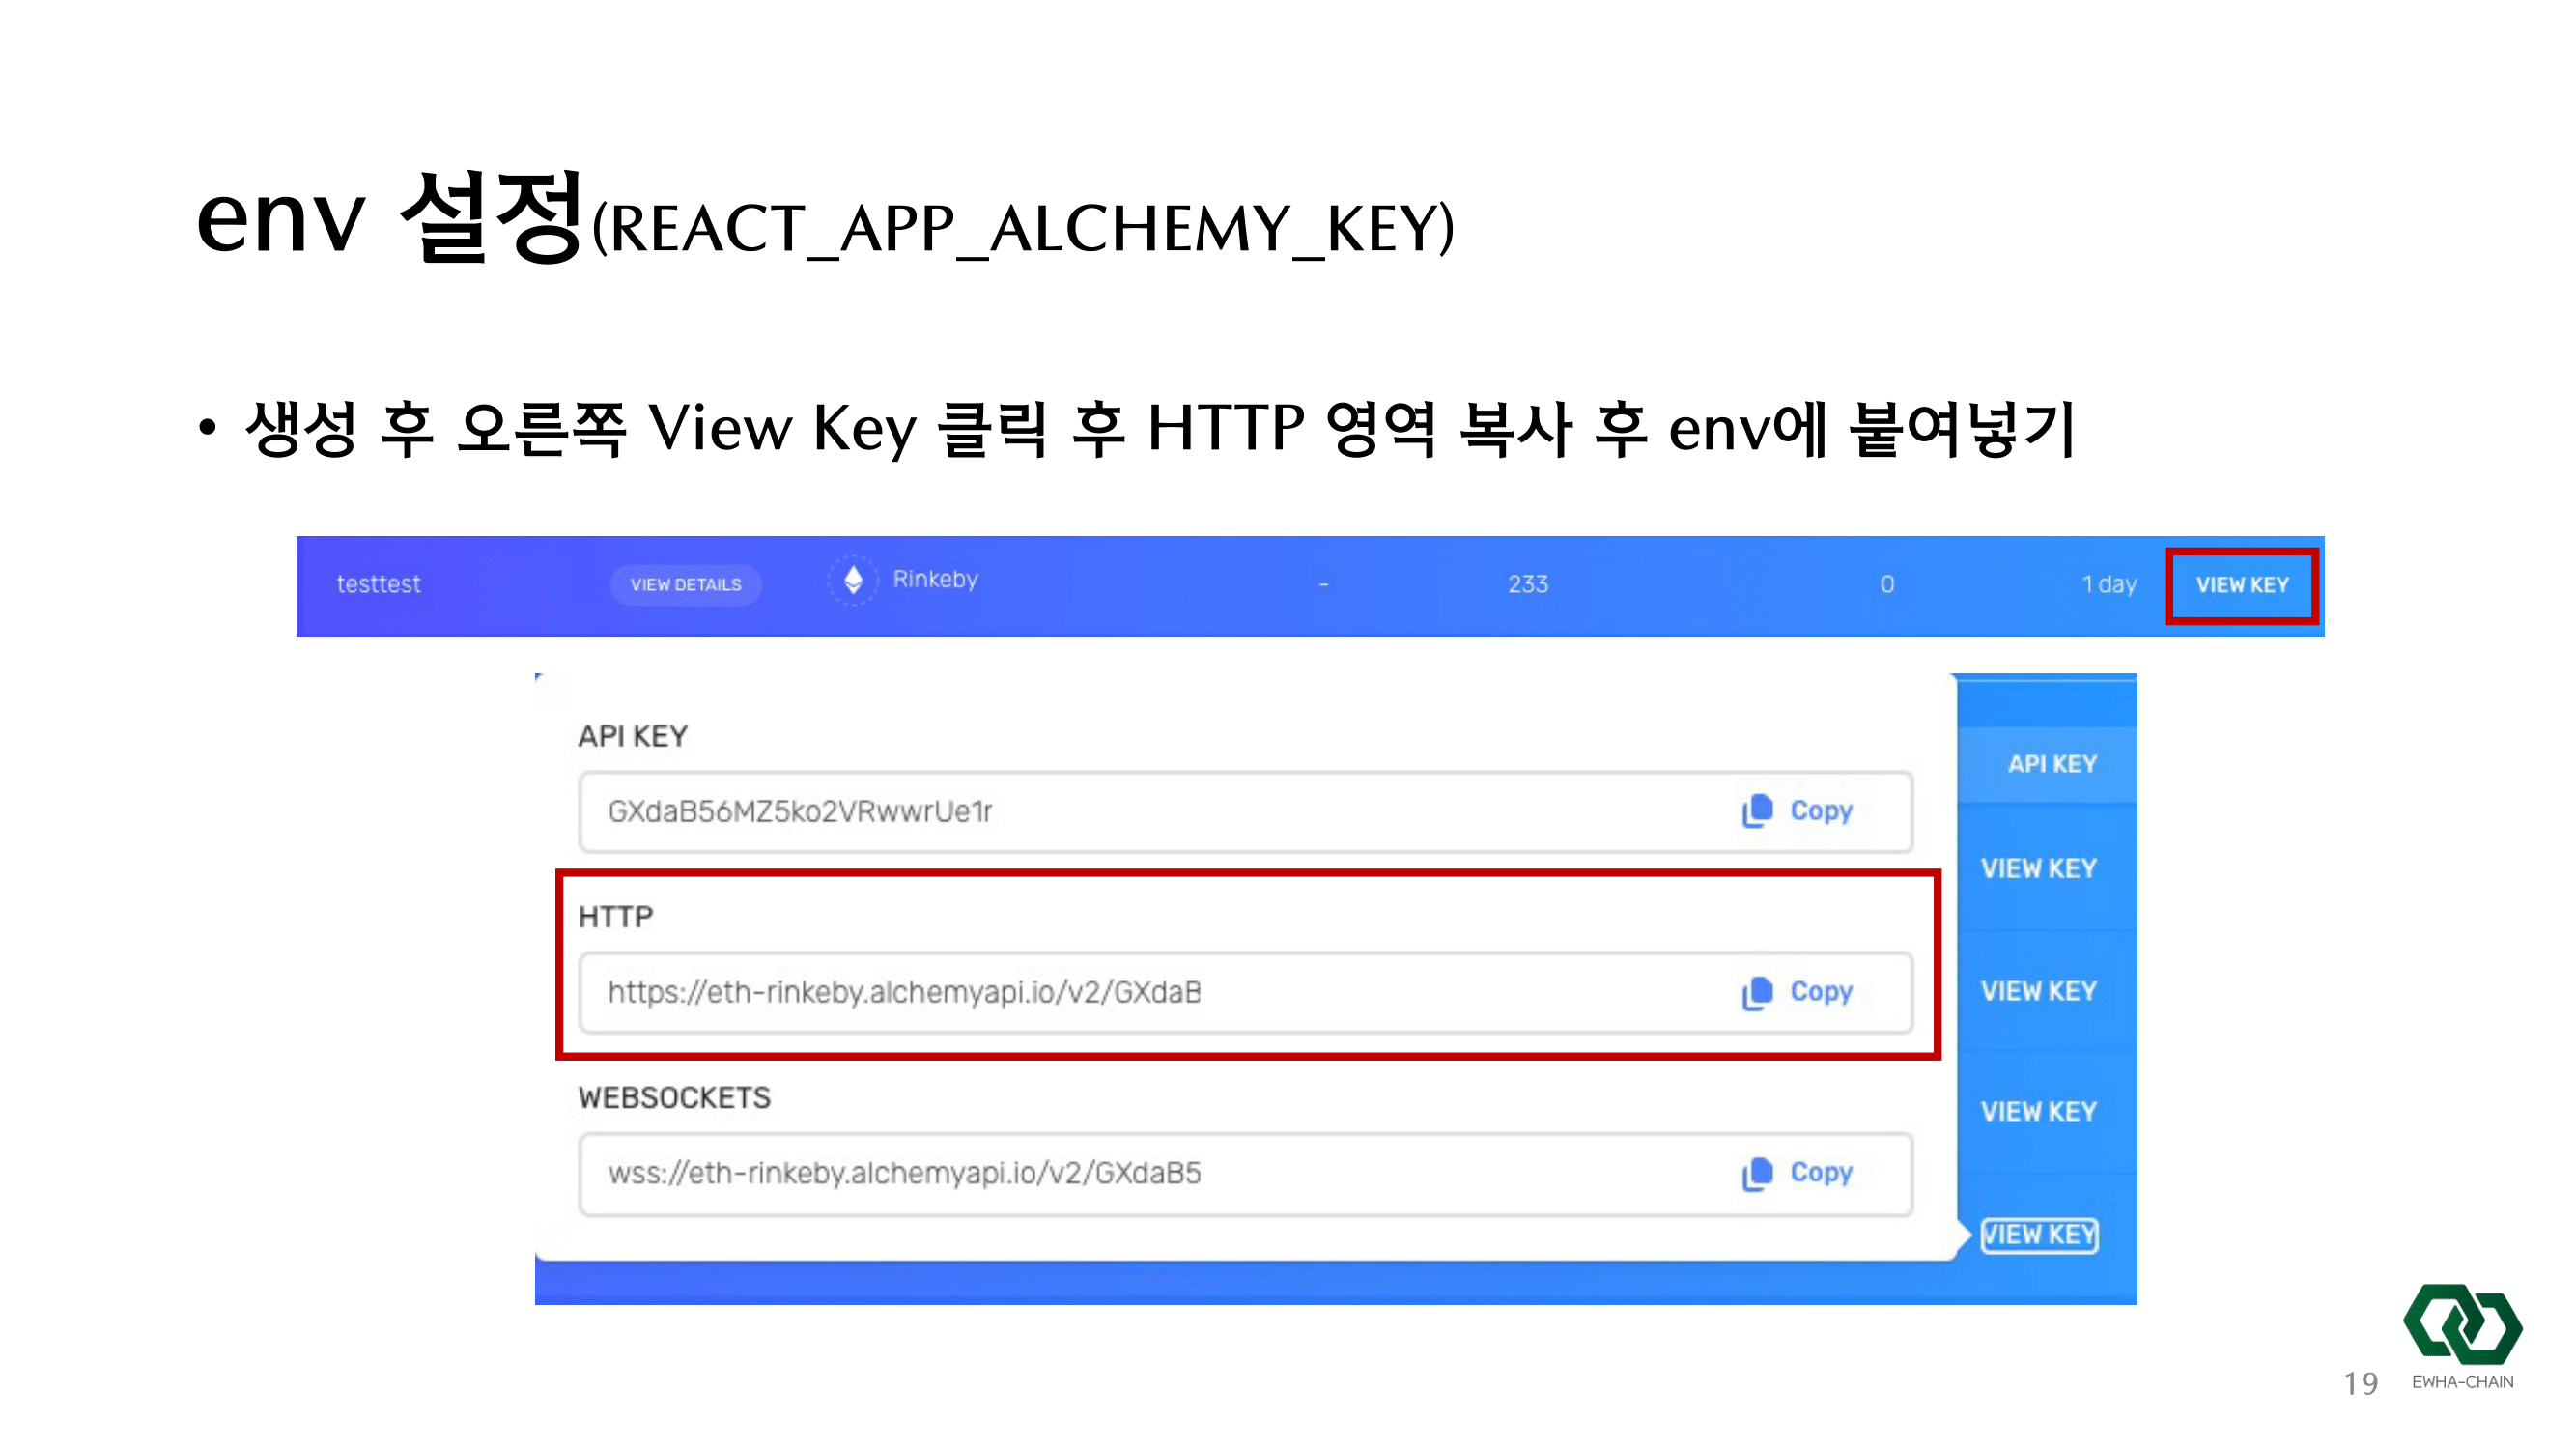 env 설정(REACT_APP_ALCHEMY_KEY)
• 생성 후 오른쪽 View Key 클릭 후 HTTP 영역 복사 후 env에 붙여넣기
testtest VIEW DETAILS Rinkeby - 233 0 1 day VIEW KEY
API KEY
GXdaB56MZ5ko2VRwwrUe1r Copy
HTTP
https://eth-rinkeby.alchemyapi.io/v2/GXdaB Copy
WEBSOCKETS
wss://eth-rinkeby.alchemyapi.io/v2/GXdaB5 Copy
API KEY
VIEW KEY
VIEW KEY
VIEW KEY
VIEW KEY
19
EWHA-CHAIN